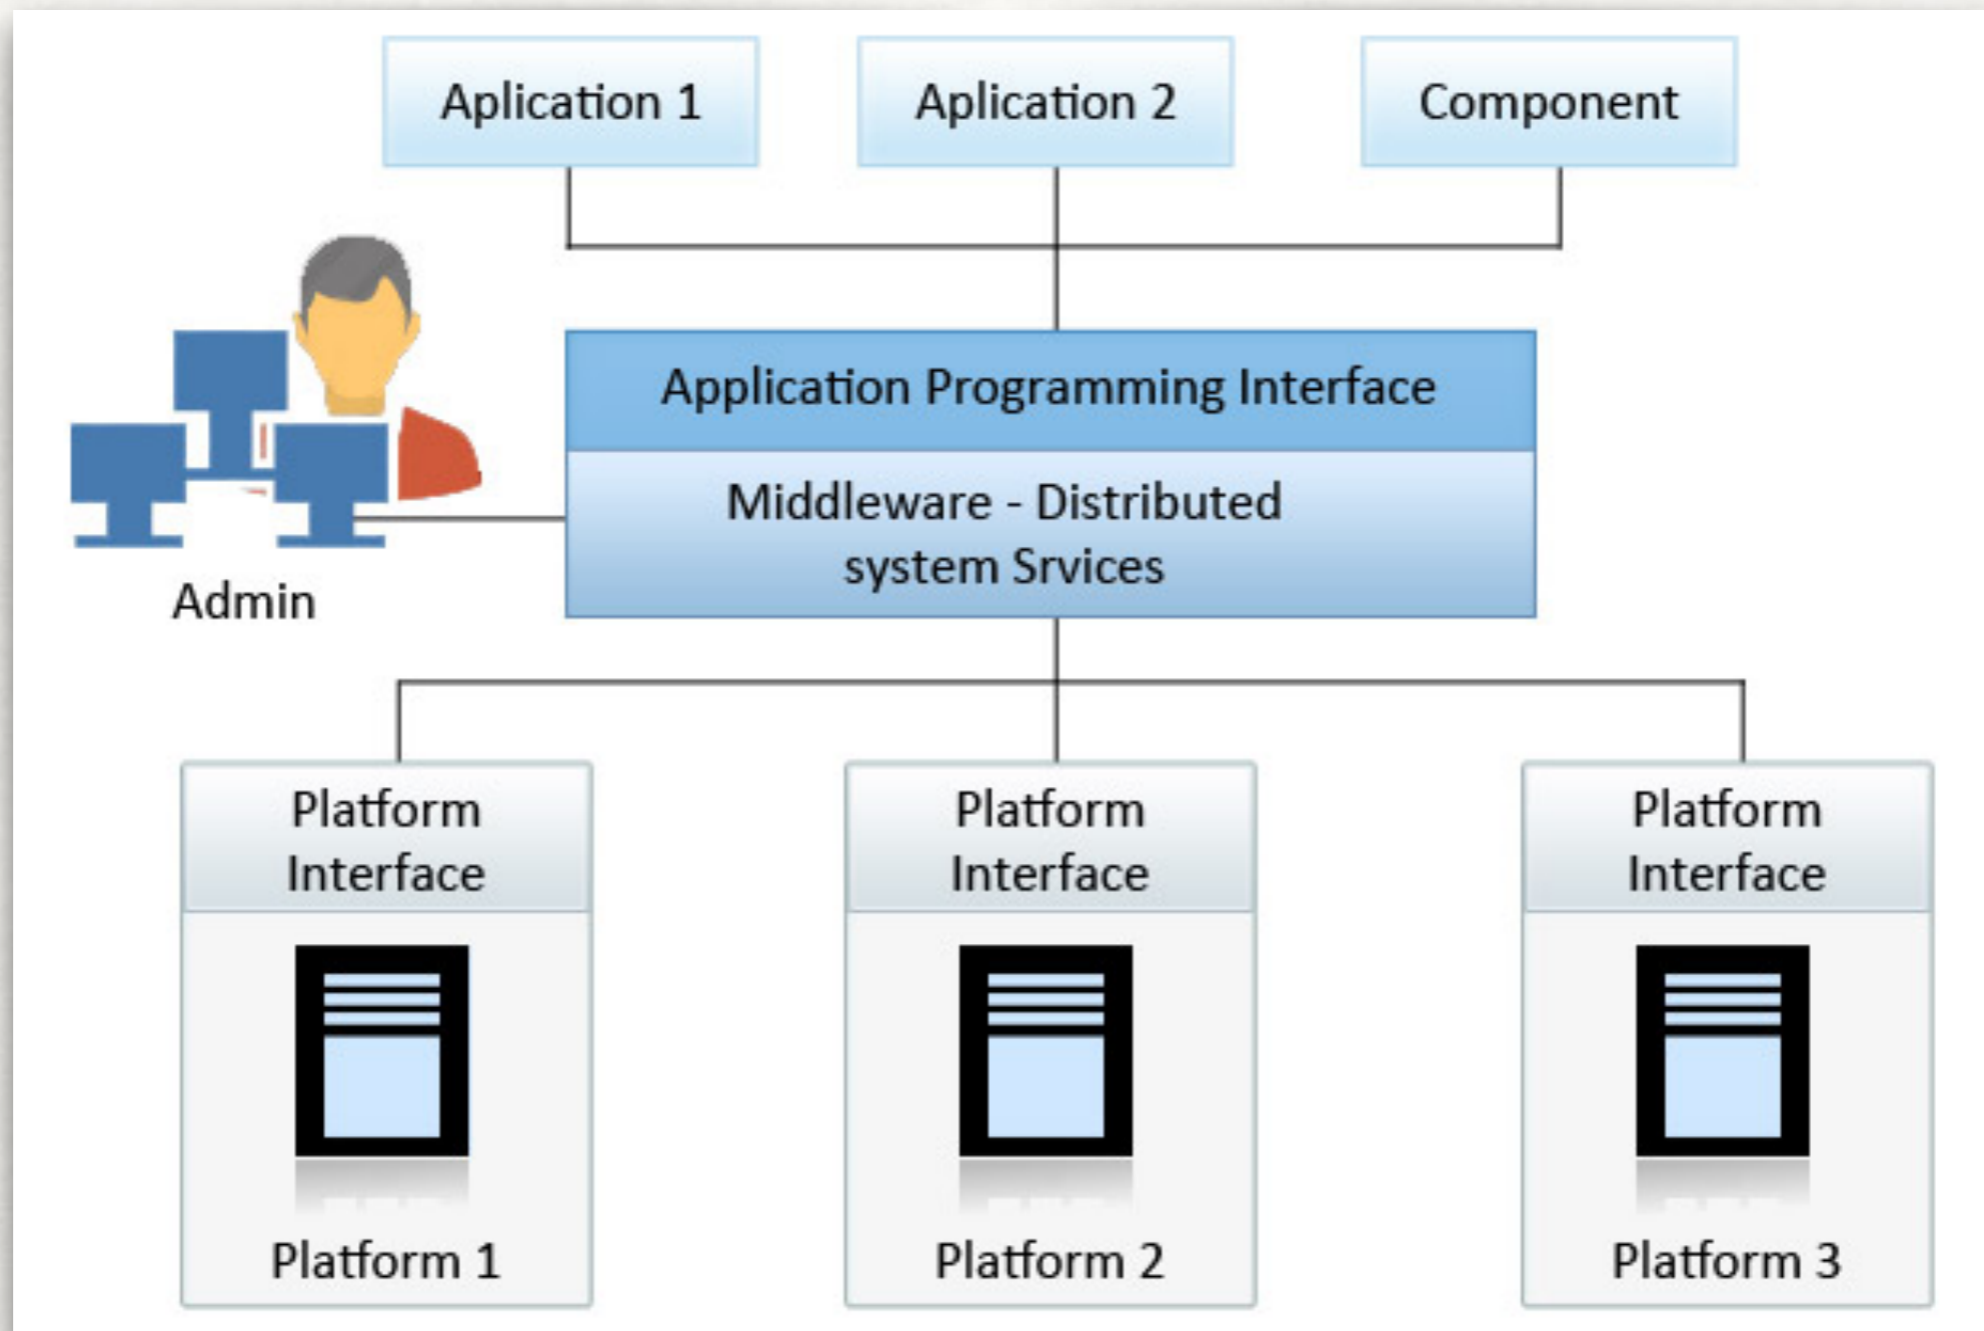 Aplication 1
Aplication 2
Component
Application Programming Interface
Middleware - Distributed
system Srvices
Admin
Platform
Interface
Platform 1
Platform
Interface
Platform 2
Platform
Interface
Platform 3